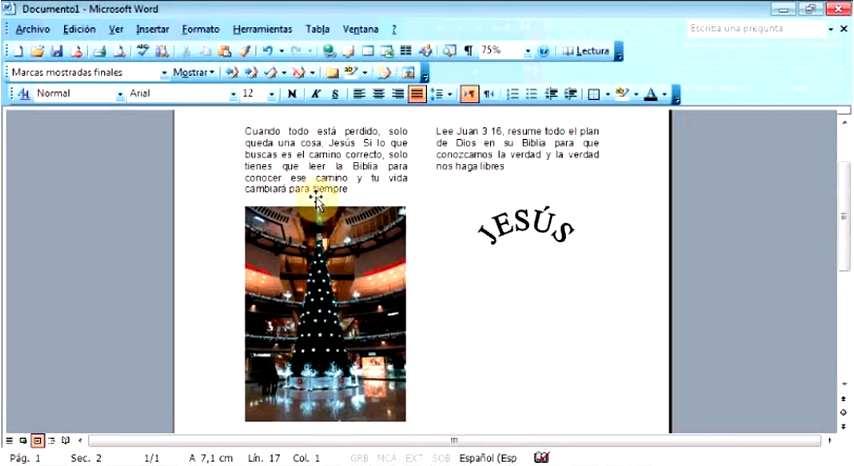 Documento1 - Microsoft Word
Archivo Edición Ver Insertar Formato Herramientas Tabla Ventana ?
Escriba una pregunta
75%
Lectura
Marcas mostradas finales
Mostrar
Normal Arial 12 N K S
Cuando todo está perdido, solo
queda una cosa, Jesús Si lo que
buscas es el camino correcto, solo
tienes que leer la Biblia para
conocer ese camino y tu vida
cambiará para siempre
Lee Juan 3 16, resume todo el plan
de Dios en su Biblia para que
conozcamos la verdad y la verdad
nos haga libres
JESÚS
Pág. 1 Sec. 2 1/1 A 7,1 cm Lín. 17 Col. 1 GRB MCA EXT SOB Español (Esp